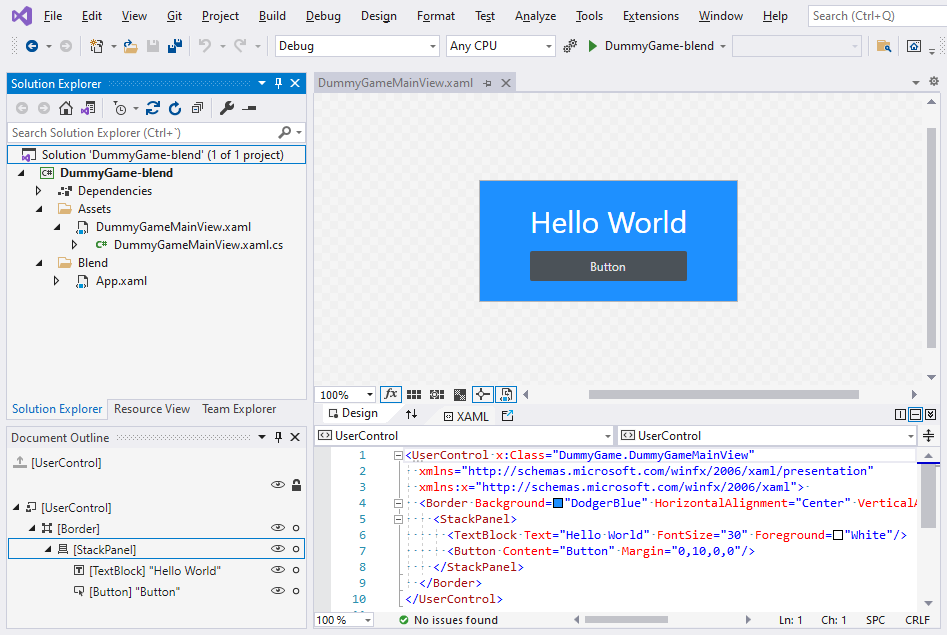 File Edit View Git Project Build Debug Design Format Test Analyze Tools Extensions Window Help Search (Ctrl+Q)
Debug Any CPU DummyGame-blend
Solution Explorer
Search Solution Explorer (Ctrl+`)
Solution 'DummyGame-blend' (1 of 1 project)
C# DummyGame-blend
Dependencies
Assets
DummyGameMainView.xaml
C# DummyGameMainView.xaml.cs
Blend
App.xaml
Solution Explorer Resource View Team Explorer
Document Outline
[UserControl]
[UserControl]
[Border]
[StackPanel]
[TextBlock] "Hello World"
[Button] "Button"
DummyGameMainView.xaml
Hello World
Button
100% fx
Design XAML
UserControl UserControl
1 <UserControl x:Class="DummyGame.DummyGameMainView"
2 xmlns="http://schemas.microsoft.com/winfx/2006/xaml/presentation"
3 xmlns:x="http://schemas.microsoft.com/winfx/2006/xaml">
4 <Border Background="DodgerBlue" HorizontalAlignment="Center" VerticalA
5 <StackPanel>
6 <TextBlock Text="Hello World" FontSize="30" Foreground="White"/>
7 <Button Content="Button" Margin="0,10,0,0"/>
8 </StackPanel>
9 </Border>
10 </UserControl>
100 % No issues found Ln: 1 Ch: 1 SPC CRLF